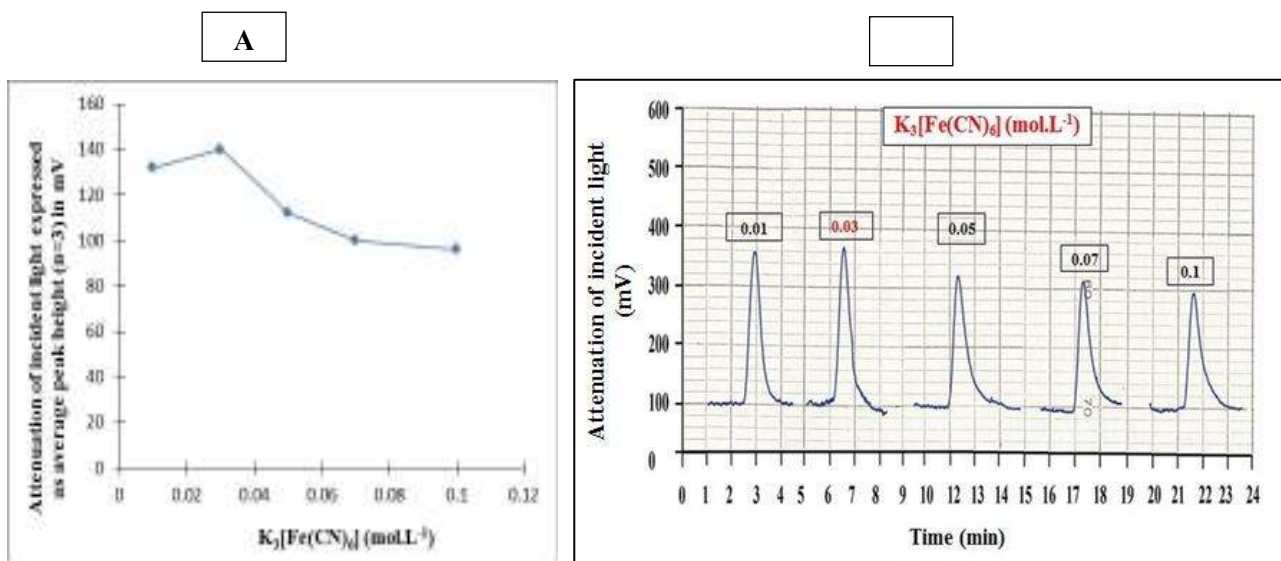 A
160
140
120
100
80
60
40
20
0
0 0.02 0.04 0.06 0.08 0.1 0.12
Attenuation of incident light expressed
as average peak height (n=3) in mV
K₃[Fe(CN)₆] (mol.L⁻¹)
600
500
400
300
200
100
0
K₃[Fe(CN)₆] (mol.L⁻¹)
0.01
0.03
0.05
0.07
0.1
Attenuation of incident light
(mV)
0 1 2 3 4 5 6 7 8 9 10 11 12 13 14 15 16 17 18 19 20 21 22 23 24
Time (min)